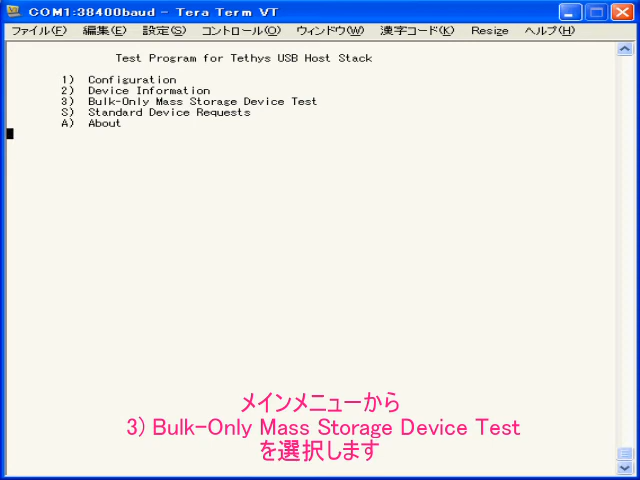 COM1:38400baud - Tera Term VT
ファイル(F) 編集(E) 設定(S) コントロール(O) ウィンドウ(W) 漢字コード(K) Resize ヘルプ(H)
Test Program for Tethys USB Host Stack
1) Configuration
2) Device Information
3) Bulk-Only Mass Storage Device Test
S) Standard Device Requests
A) About
メインメニューから
3) Bulk-Only Mass Storage Device Test
を選択します